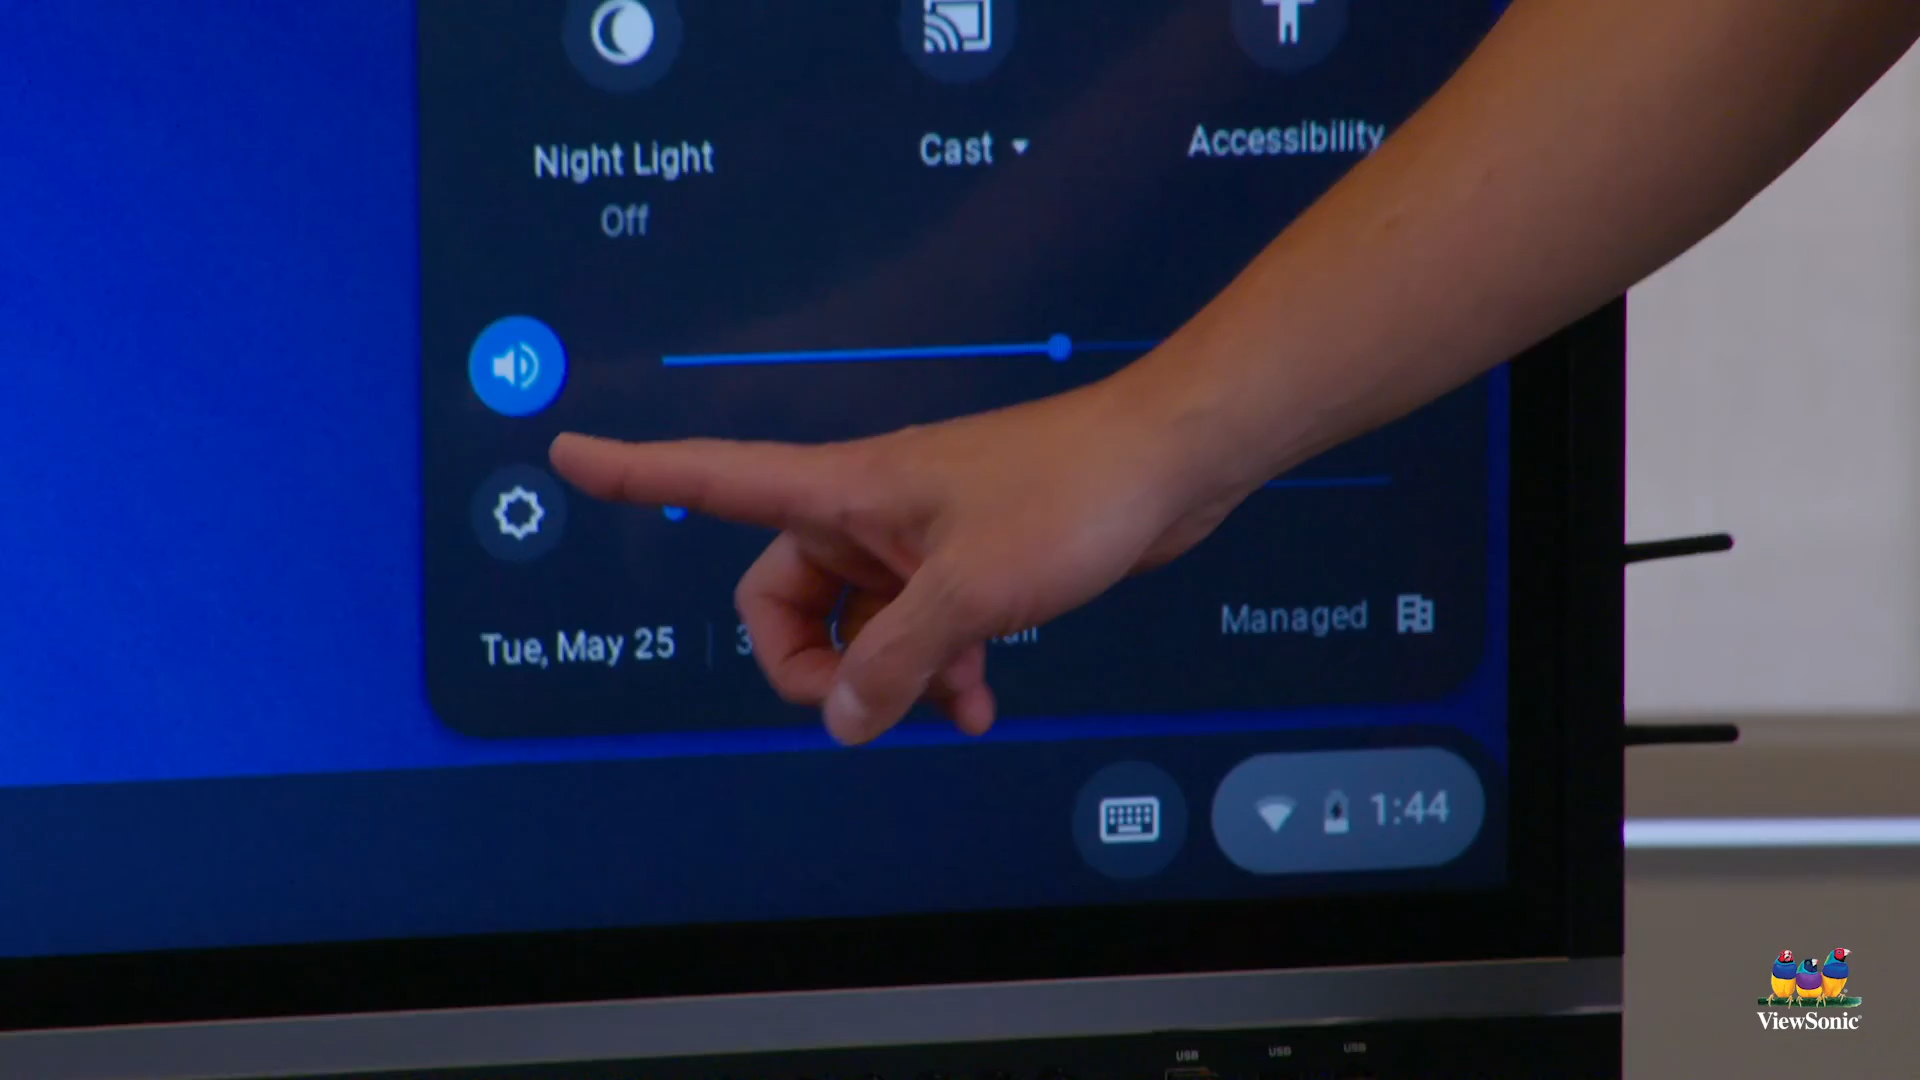 Night Light
Off
Cast
Accessibility
Tue, May 25
Managed
1:44
ViewSonic
USB
USB
USB